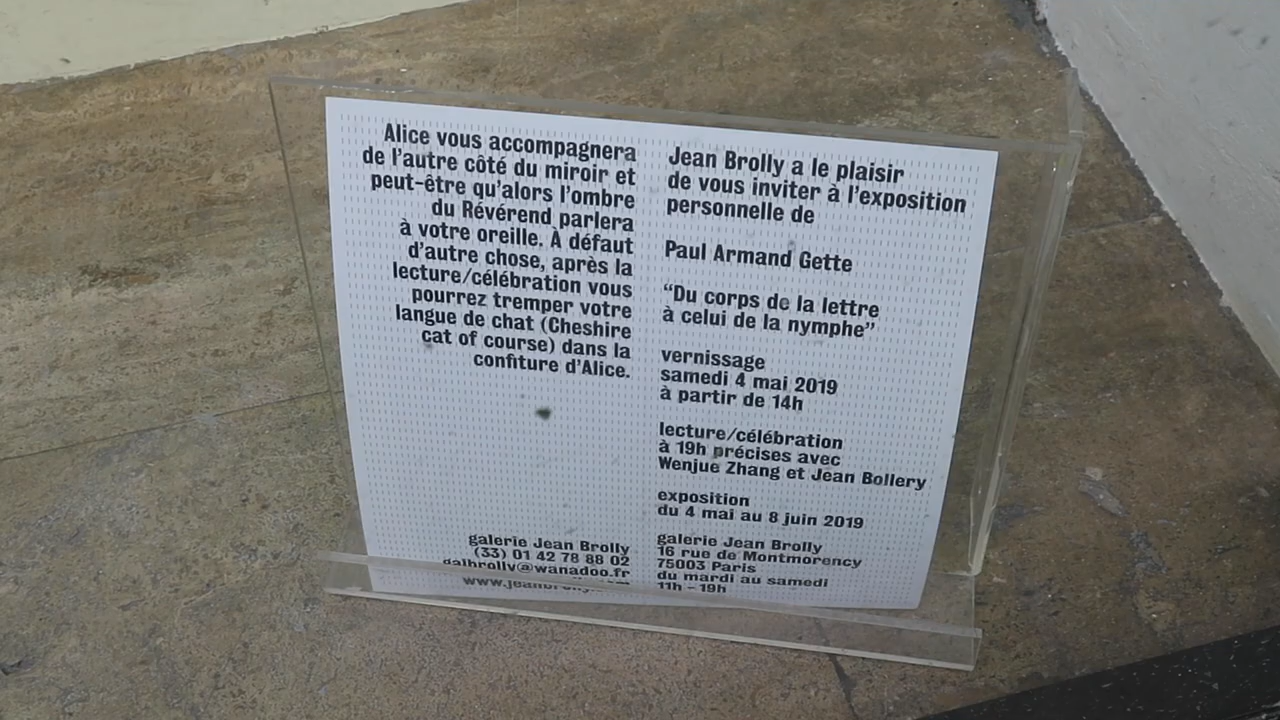 Alice vous accompagnera
de l'autre côté du miroir et
peut-être qu'alors l'ombre
du Révérend parlera
à votre oreille. À défaut
d'autre chose, après la
lecture/célébration vous
pourrez tremper votre
langue de chat (Cheshire
cat of course) dans la
confiture d'Alice.
galerie Jean Brolly
(33) 01 42 78 88 02
galbrolly@wanadoo.fr
Jean Brolly a le plaisir
de vous inviter à l'exposition
personnelle de
Paul Armand Gette
“Du corps de la lettre
à celui de la nymphe”
vernissage
samedi 4 mai 2019
à partir de 14h
lecture/célébration
à 19h précises avec
Wenjue Zhang et Jean Bollery
exposition
du 4 mai au 8 juin 2019
galerie Jean Brolly
16 rue de Montmorency
75003 Paris
du mardi au samedi
11h - 19h